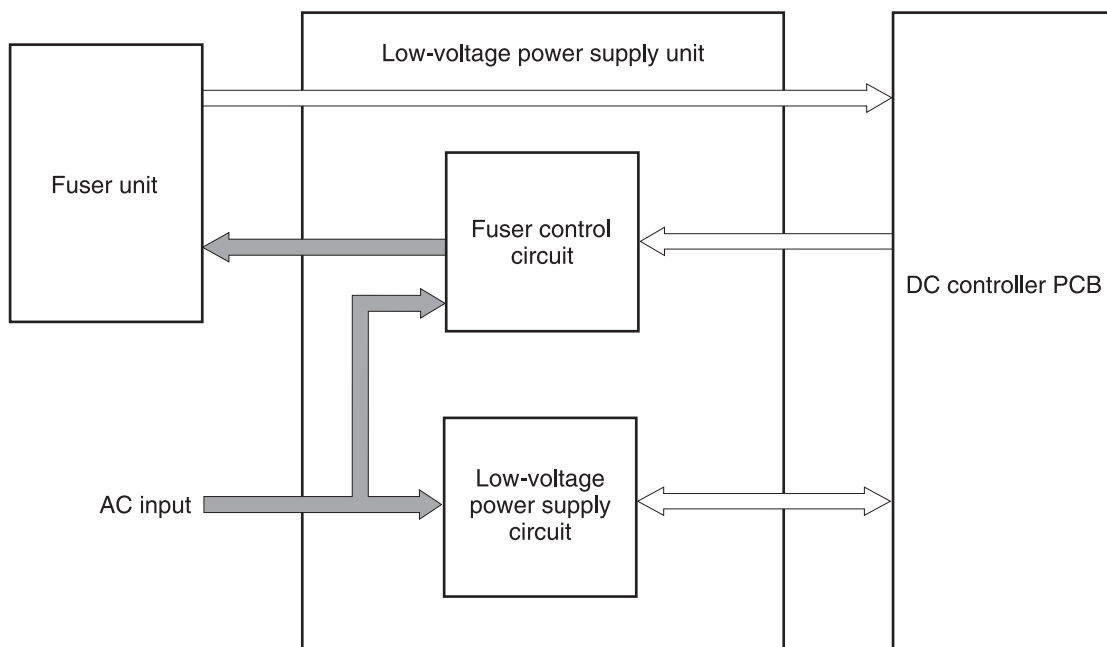 Low-voltage power supply unit
Fuser unit
Fuser control
circuit
DC controller PCB
Low-voltage
power supply
circuit
AC input